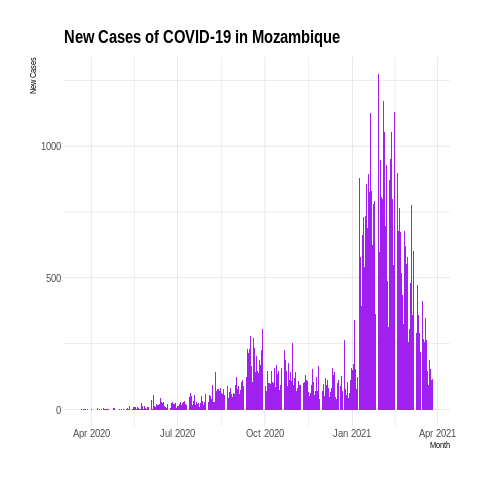 New Cases of COVID-19 in Mozambique
New Cases
1000
500
0
Apr 2020 Jul 2020 Oct 2020 Jan 2021 Apr 2021
Month